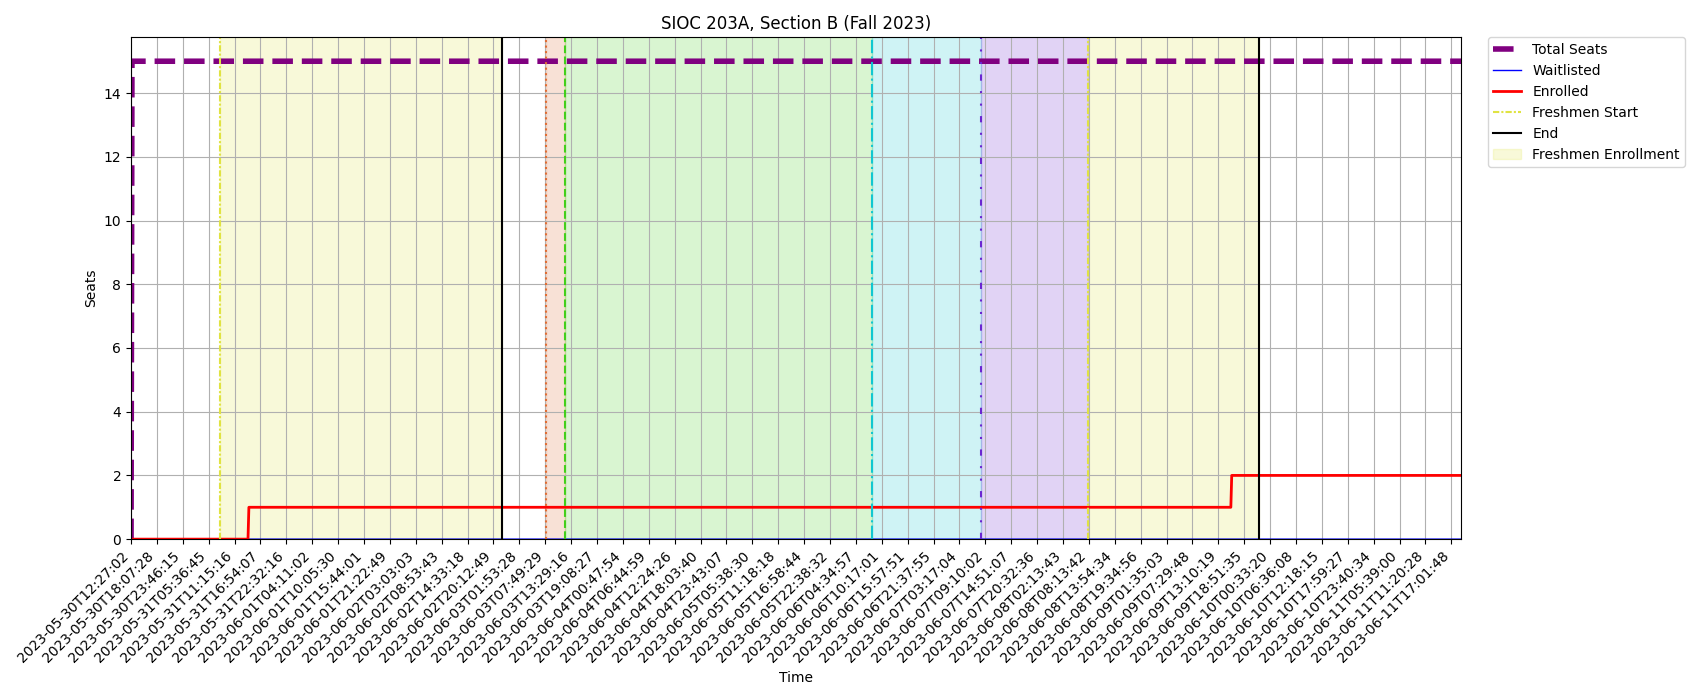 SIOC 203A, Section B (Fall 2023)
Total Seats
Waitlisted
Enrolled
Freshmen Start
End
Freshmen Enrollment
Seats
14
12
10
8
6
4
2
0
2023-05-30T12:27:02
2023-05-30T18:07:28
2023-05-30T23:46:15
2023-05-31T05:36:45
2023-05-31T11:15:16
2023-05-31T16:54:07
2023-05-31T22:32:16
2023-06-01T04:11:02
2023-06-01T10:05:30
2023-06-01T15:44:01
2023-06-01T21:22:49
2023-06-02T03:03:03
2023-06-02T08:53:43
2023-06-02T14:33:18
2023-06-02T20:12:49
2023-06-03T01:53:28
2023-06-03T07:49:29
2023-06-03T13:29:16
2023-06-03T19:08:27
2023-06-04T00:47:54
2023-06-04T06:44:59
2023-06-04T12:24:26
2023-06-04T18:03:40
2023-06-04T23:43:07
2023-06-05T05:38:30
2023-06-05T11:18:18
2023-06-05T16:58:44
2023-06-05T22:38:32
2023-06-06T04:34:57
2023-06-06T10:17:01
2023-06-06T15:57:51
2023-06-06T21:37:55
2023-06-07T03:17:04
2023-06-07T09:10:02
2023-06-07T14:51:07
2023-06-07T20:32:36
2023-06-08T02:13:43
2023-06-08T08:13:42
2023-06-08T13:54:34
2023-06-08T19:34:56
2023-06-09T01:35:03
2023-06-09T07:29:48
2023-06-09T13:10:19
2023-06-09T18:51:35
2023-06-10T00:33:20
2023-06-10T06:36:08
2023-06-10T12:18:15
2023-06-10T17:59:27
2023-06-10T23:40:34
2023-06-11T05:39:00
2023-06-11T11:20:28
2023-06-11T17:01:48
Time